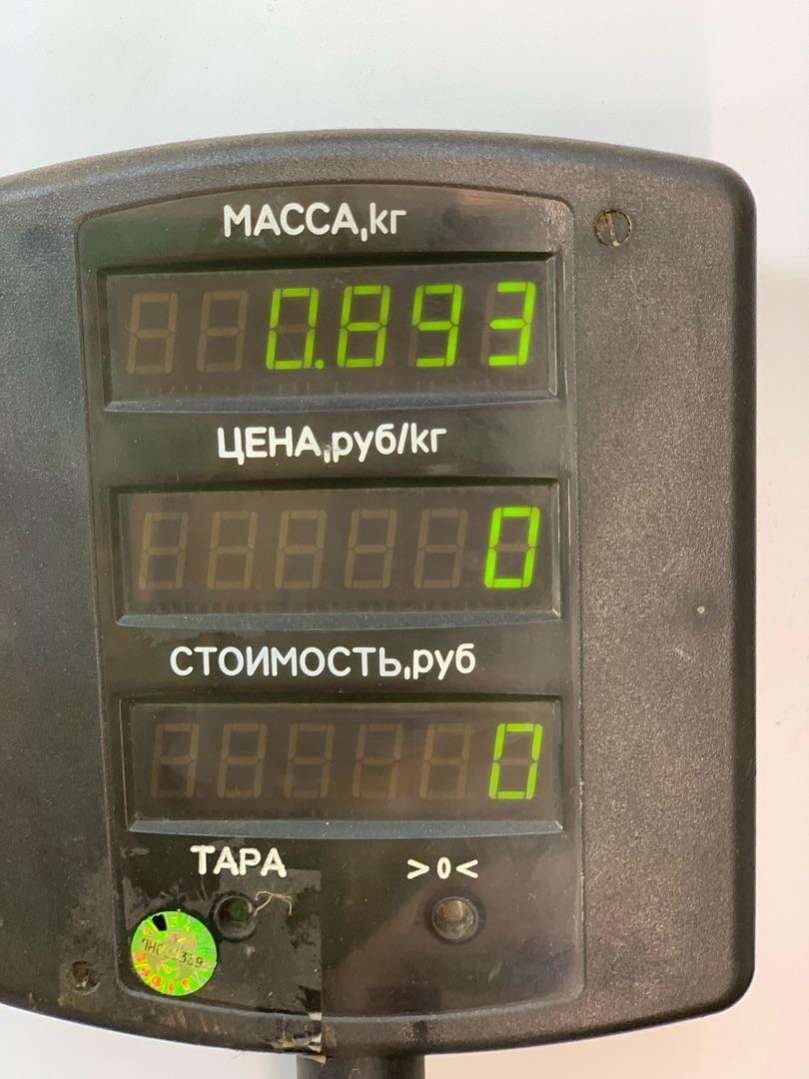 МАССА,кг
0.893
ЦЕНА,руб/кг
0
СТОИМОСТЬ,руб
0
ТАРА >0<